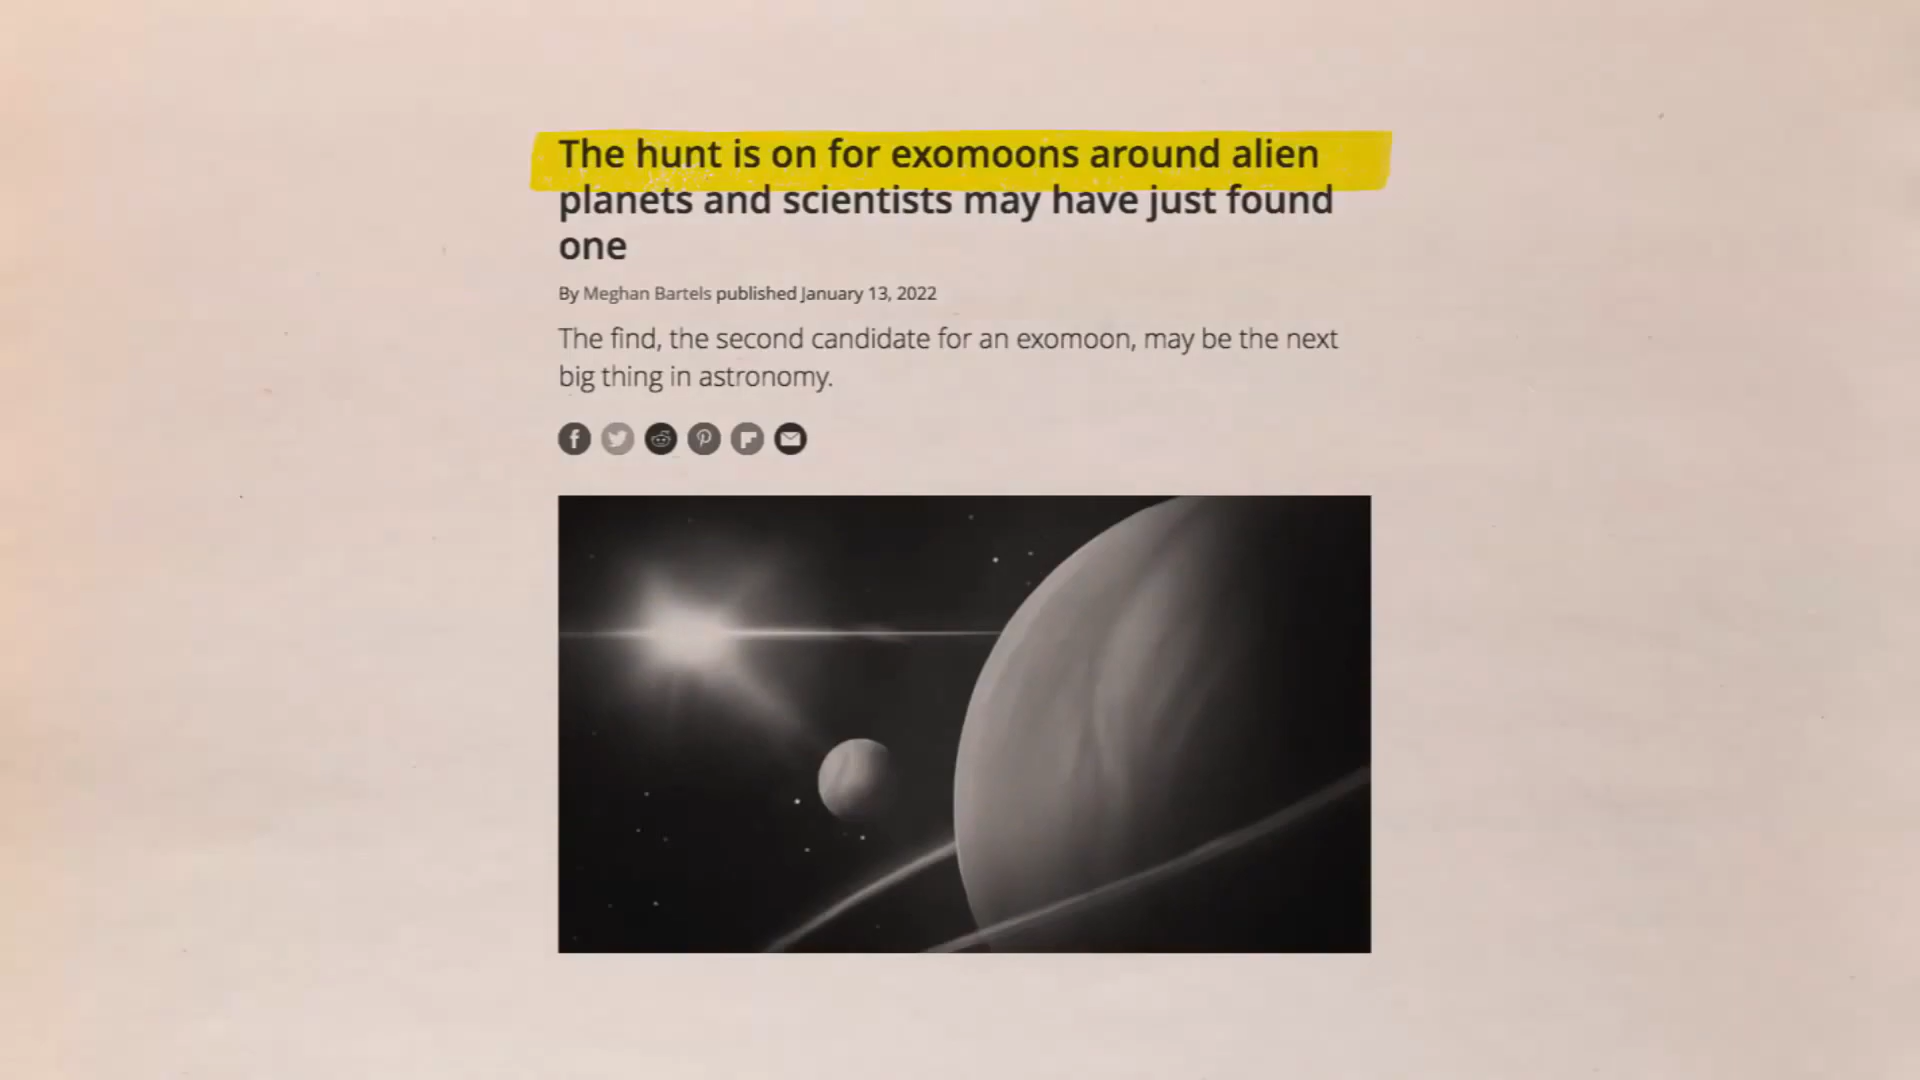 The hunt is on for exomoons around alien
planets and scientists may have just found
one
By Meghan Bartels published January 13, 2022
The find, the second candidate for an exomoon, may be the next
big thing in astronomy.